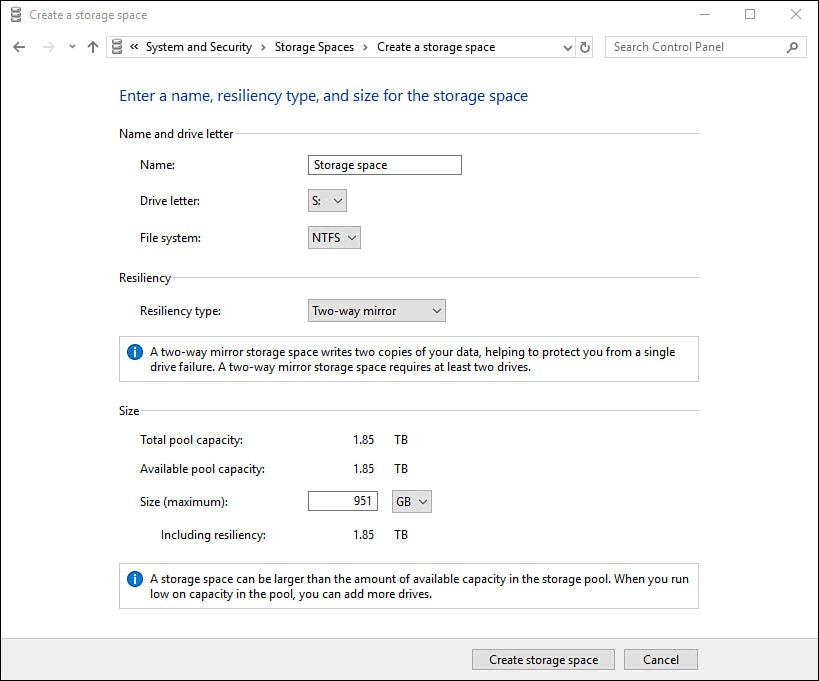 Create a storage space
« System and Security › Storage Spaces › Create a storage space
Search Control Panel
Enter a name, resiliency type, and size for the storage space
Name and drive letter
Name: Storage space
Drive letter: S:
File system: NTFS
Resiliency
Resiliency type: Two-way mirror
A two-way mirror storage space writes two copies of your data, helping to protect you from a single
drive failure. A two-way mirror storage space requires at least two drives.
Size
Total pool capacity: 1.85 TB
Available pool capacity: 1.85 TB
Size (maximum): 951 GB
Including resiliency: 1.85 TB
A storage space can be larger than the amount of available capacity in the storage pool. When you run
low on capacity in the pool, you can add more drives.
Create storage space Cancel